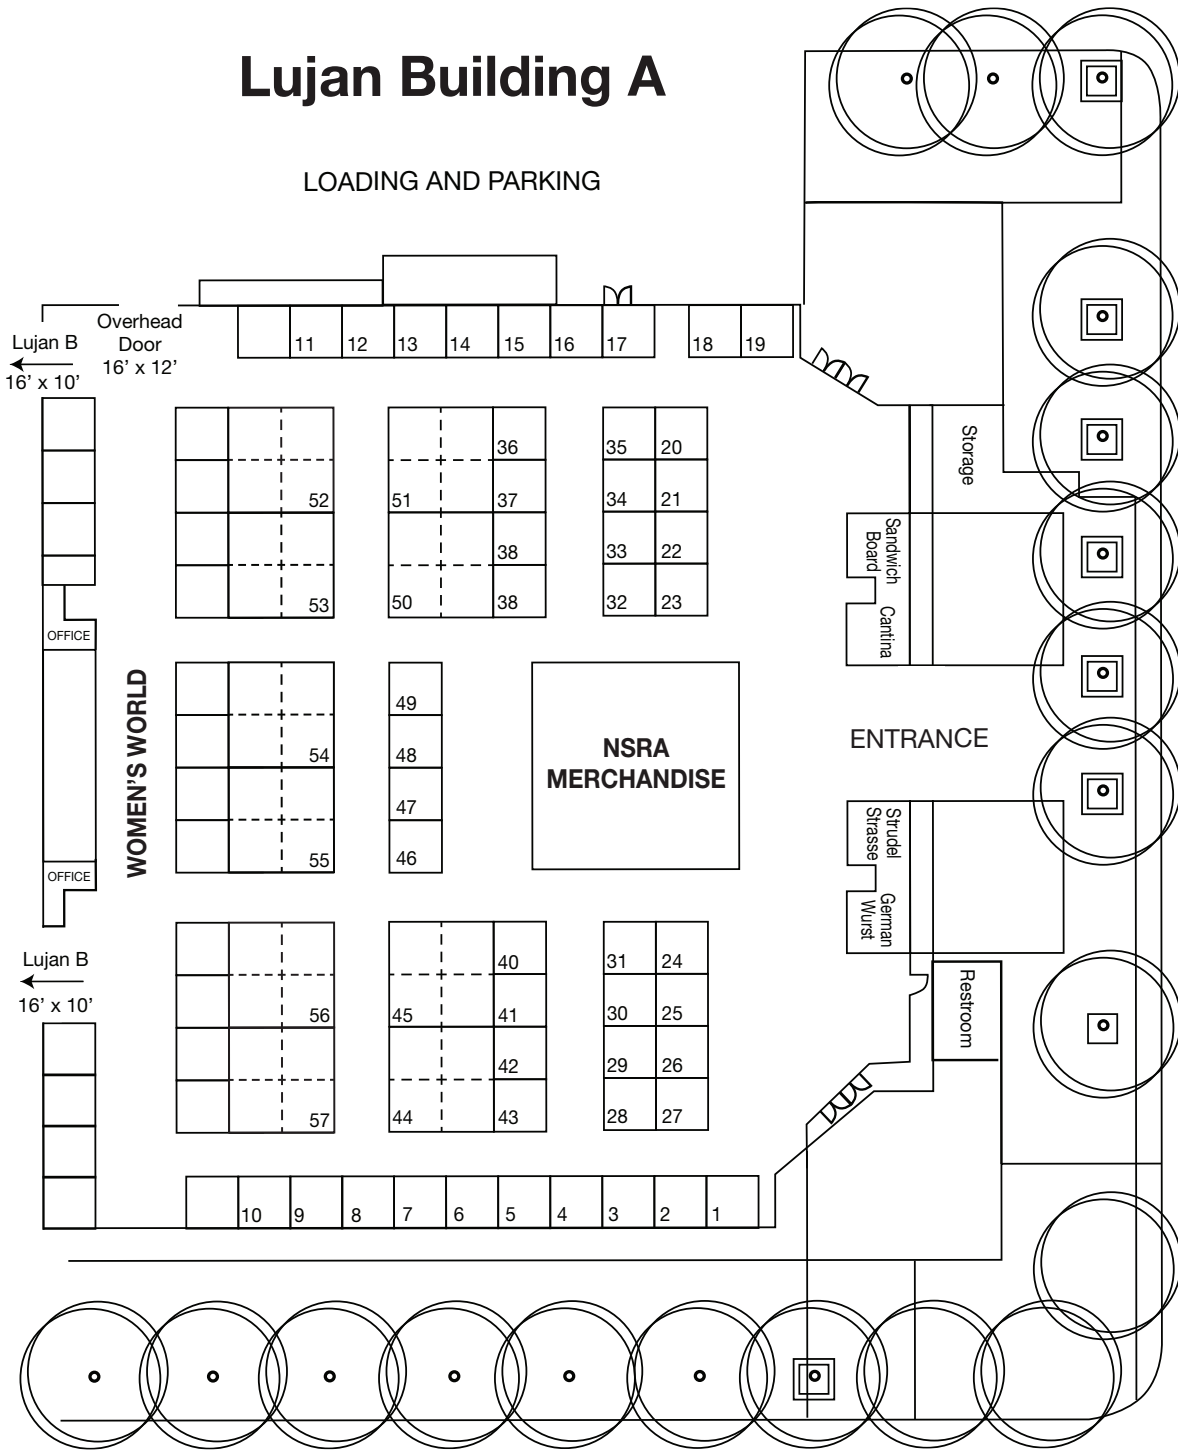 Lujan Building A
LOADING AND PARKING
Overhead
Door
16’ x 12’
Lujan B
16’ x 10’
11 12 13 14 15 16 17 18 19
36 35 20
Storage
52 51 37 34 21
38 33 22
Sandwich
Board
53 50 38 32 23
Cantina
OFFICE
WOMEN’S WORLD
49
54 48
47
55 46
NSRA
MERCHANDISE
ENTRANCE
Strudel
Strasse
OFFICE
German
Wurst
Lujan B
16’ x 10’
40 31 24
56 45 41 30 25
Restroom
42 29 26
57 44 43 28 27
10 9 8 7 6 5 4 3 2 1